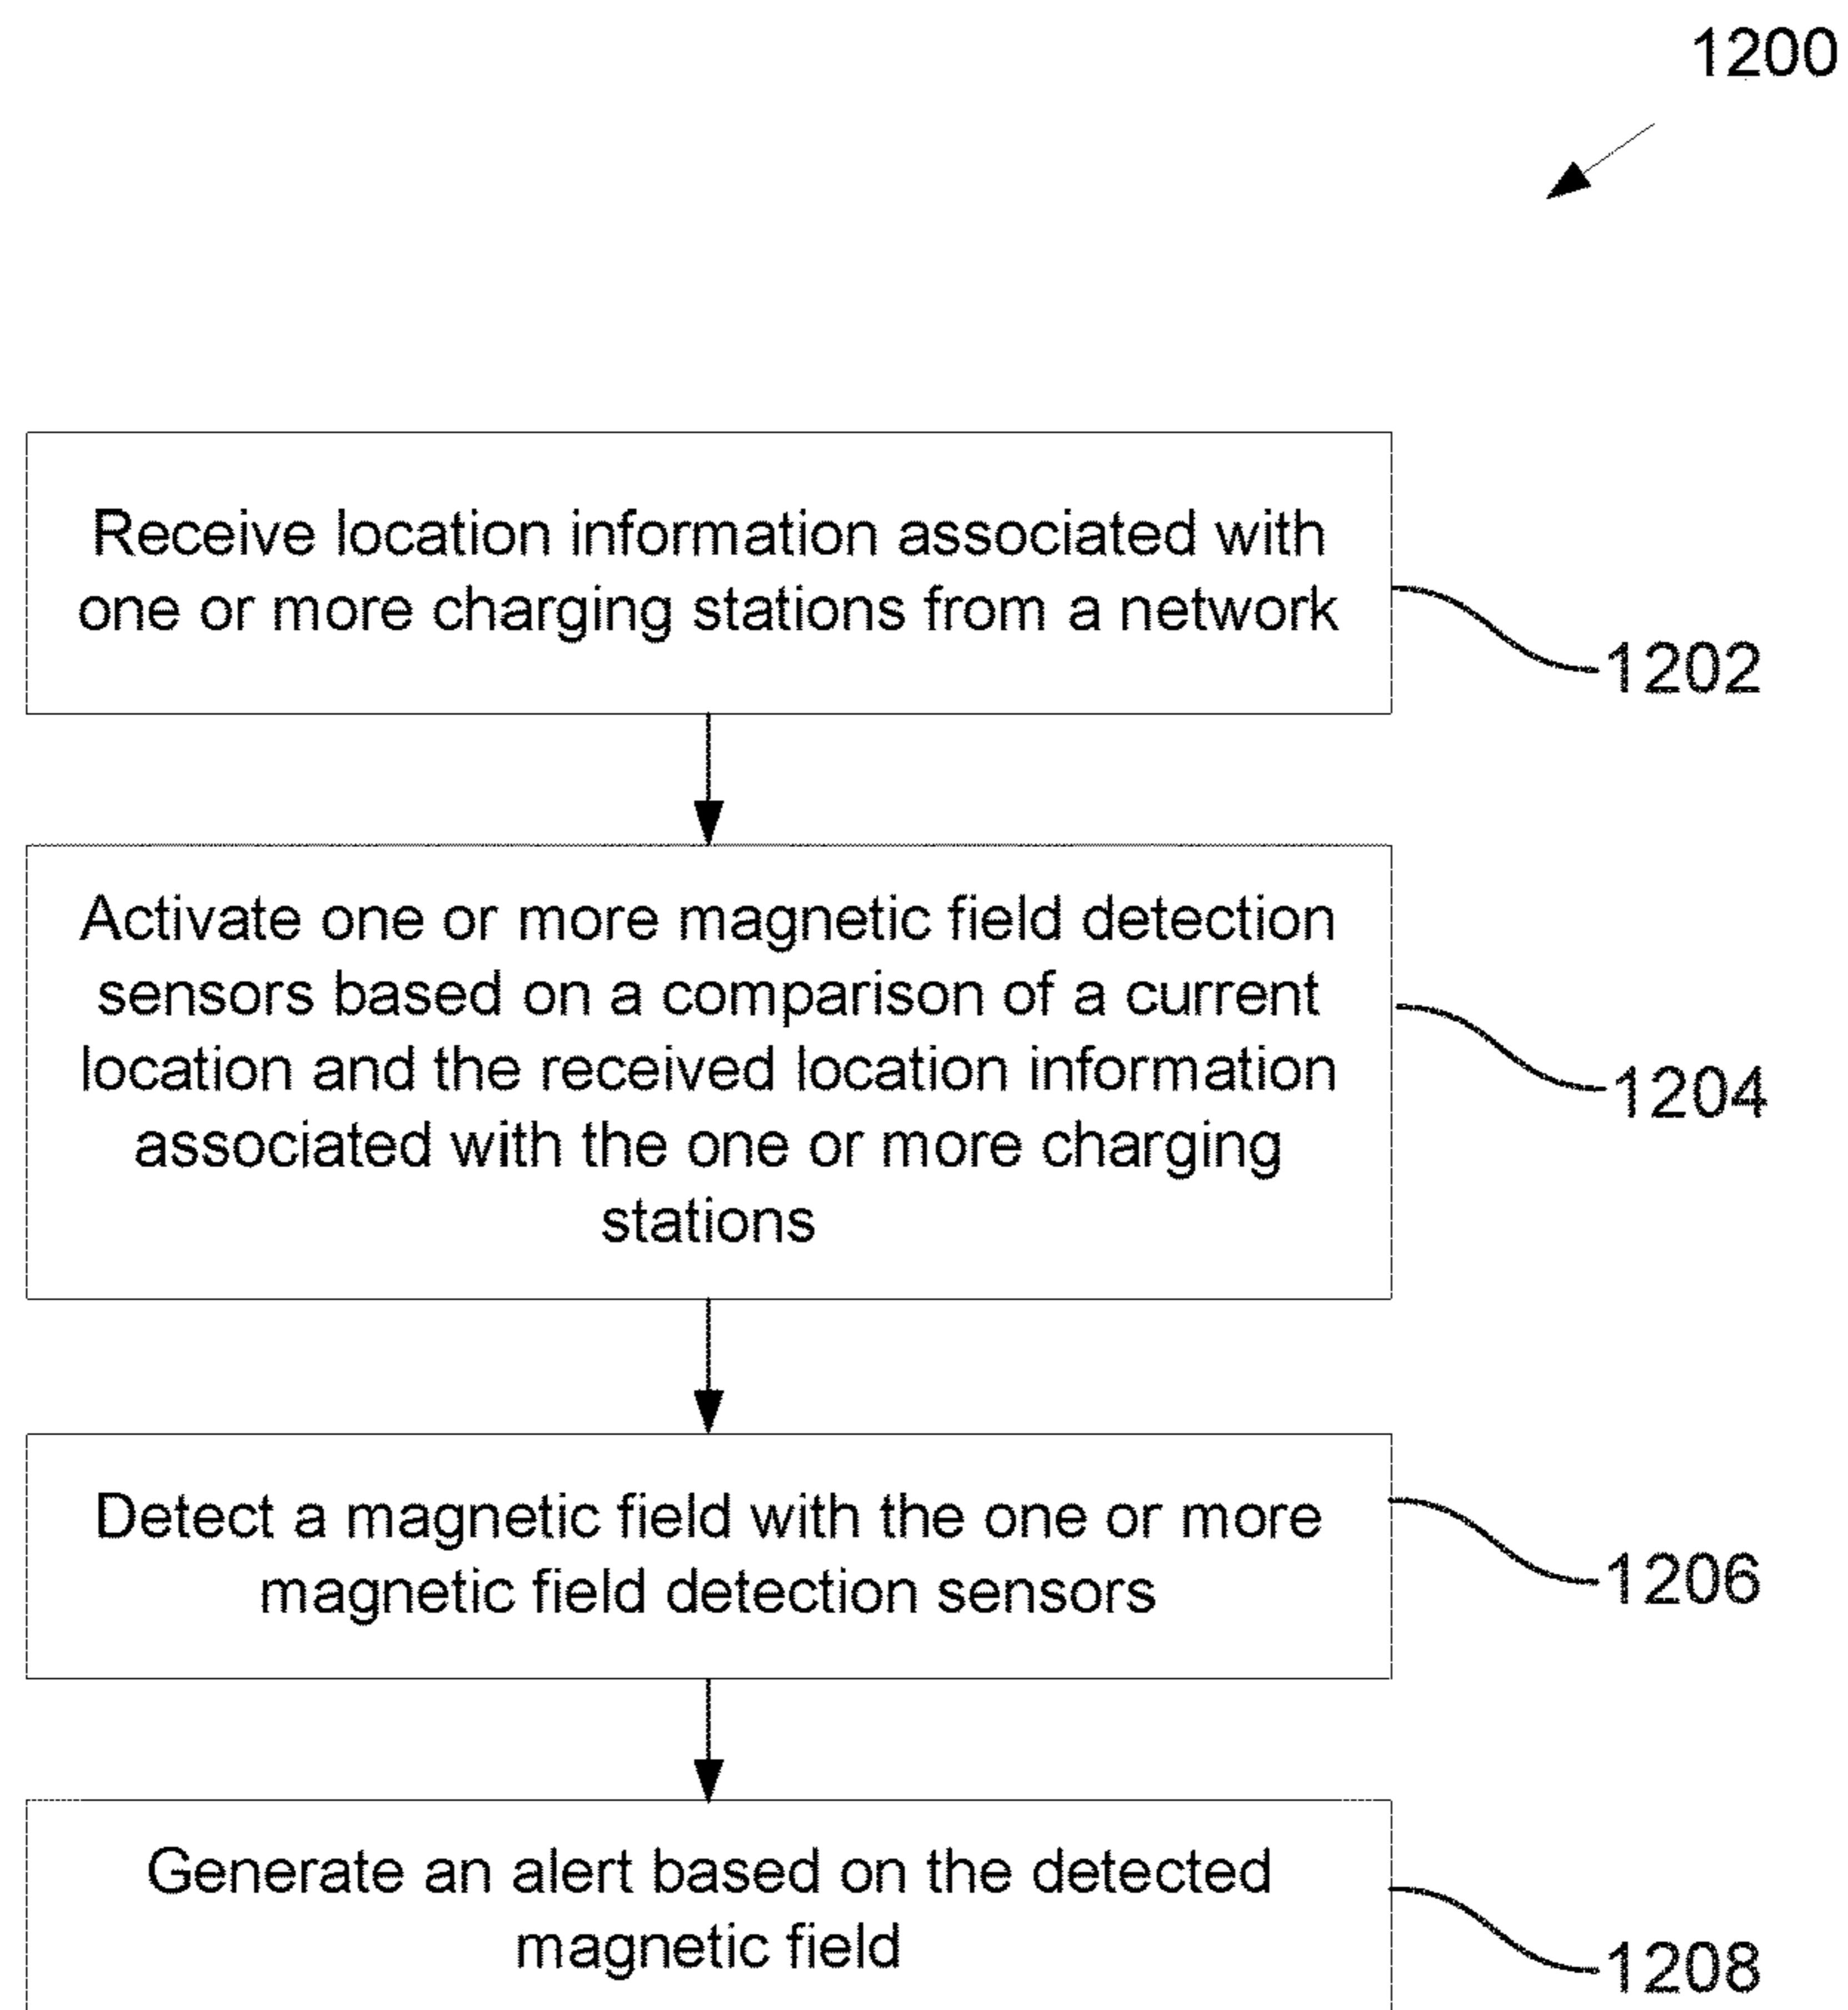 1200
Receive location information associated with
one or more charging stations from a network
1202
Activate one or more magnetic field detection
sensors based on a comparison of a current
location and the received location information
associated with the one or more charging
stations
1204
Detect a magnetic field with the one or more
magnetic field detection sensors
1206
Generate an alert based on the detected
magnetic field
1208